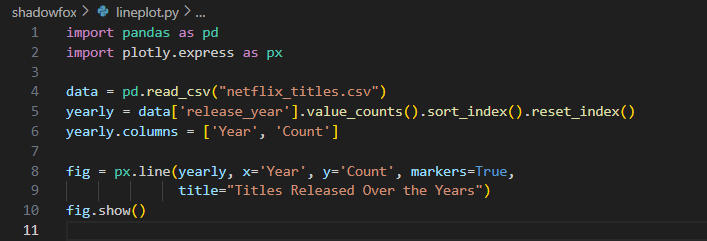 shadowfox > lineplot.py > ...
1 import pandas as pd
2 import plotly.express as px
3
4 data = pd.read_csv("netflix_titles.csv")
5 yearly = data['release_year'].value_counts().sort_index().reset_index()
6 yearly.columns = ['Year', 'Count']
7
8 fig = px.line(yearly, x='Year', y='Count', markers=True,
9               title="Titles Released Over the Years")
10 fig.show()
11